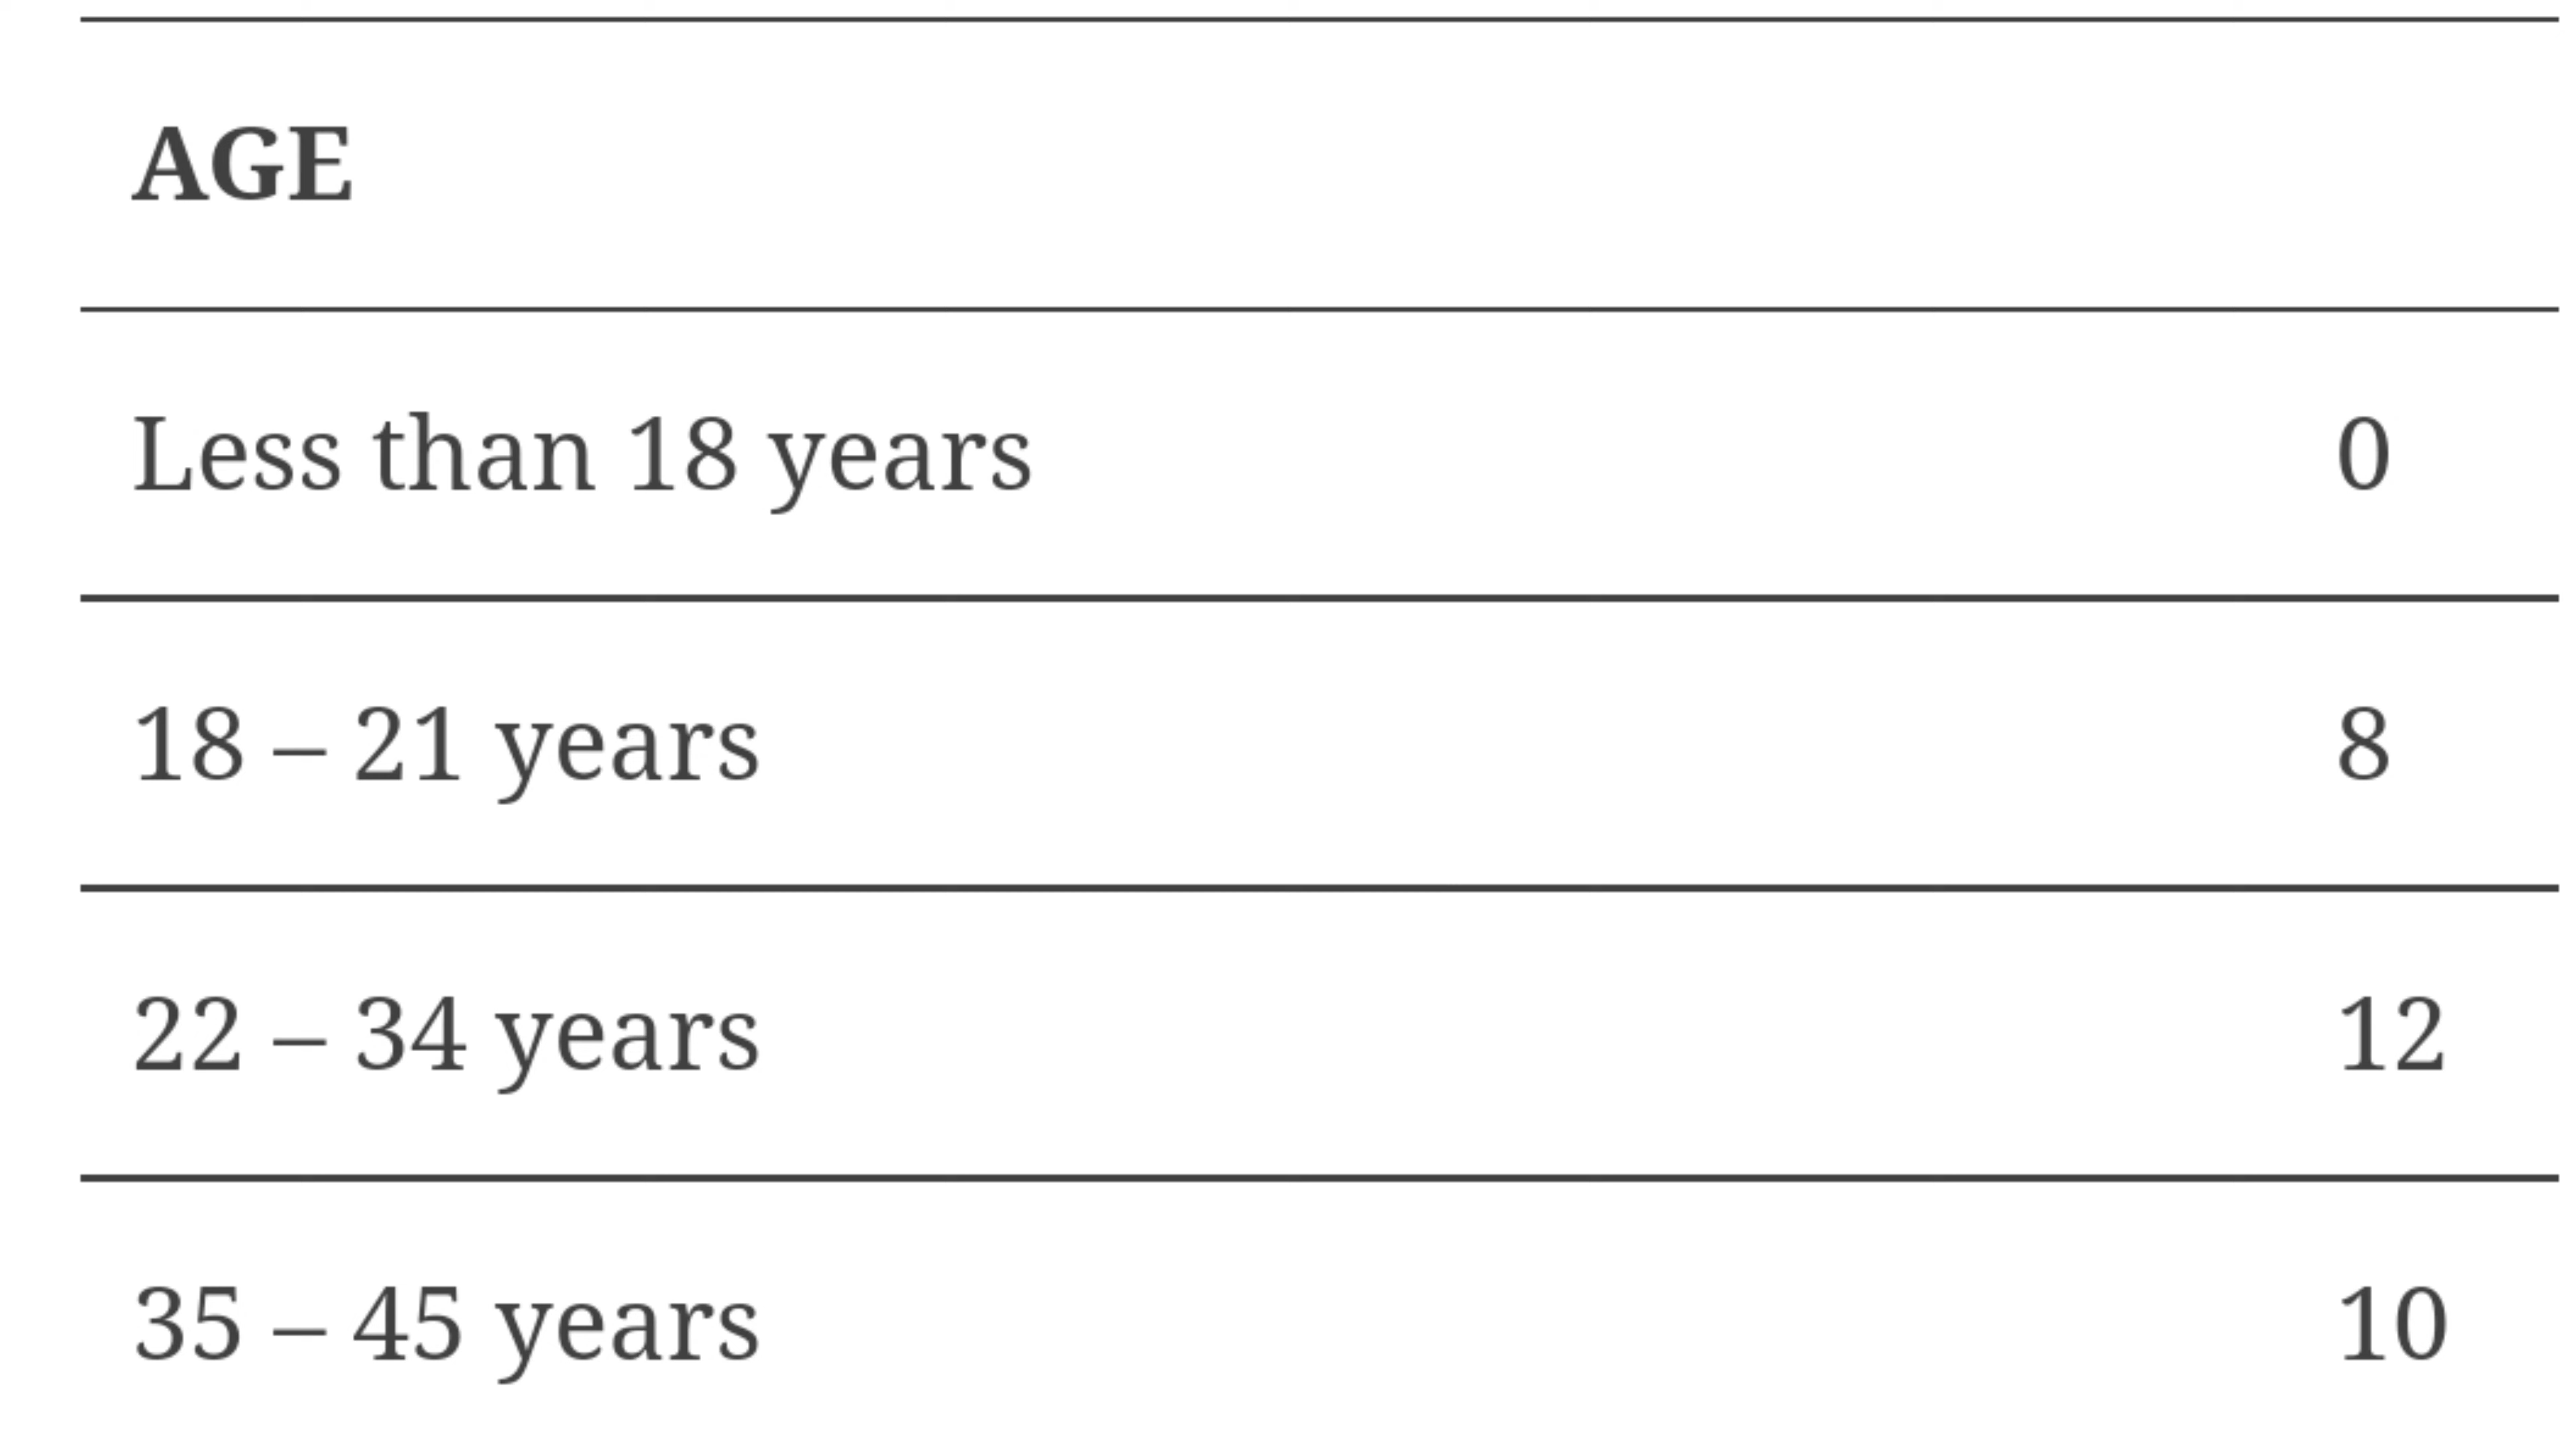 AGE
Less than 18 years 0
18 – 21 years 8
22 – 34 years 12
35 – 45 years 10